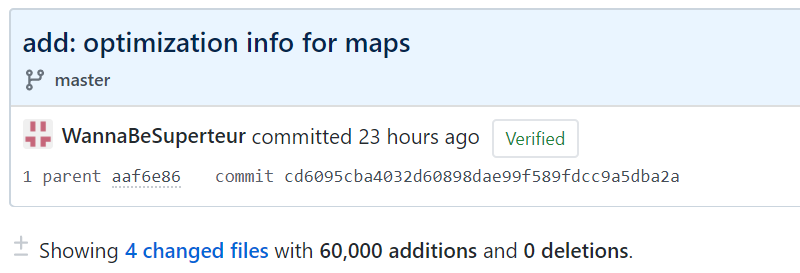 add: optimization info for maps
master
WannaBeSuperteur committed 23 hours ago Verified
1 parent aaf6e86 commit cd6095cba4032d60898dae99f589fdcc9a5dba2a
Showing 4 changed files with 60,000 additions and 0 deletions.